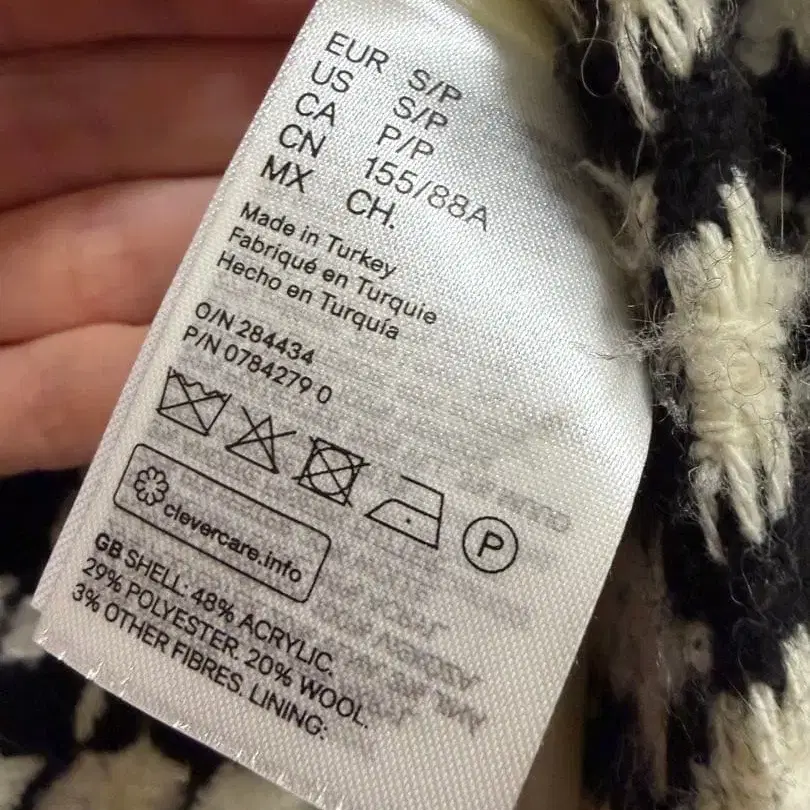 EUR S/P
US S/P
CA P/P
CN 155/88A
MX CH.
Made in Turkey
Fabriqué en Turquie
Hecho en Turquía
O/N 284434
P/N 0784279 0
P
clevercare.info
GB SHELL: 48% ACRYLIC.
29% POLYESTER. 20% WOOL.
3% OTHER FIBRES. LINING: